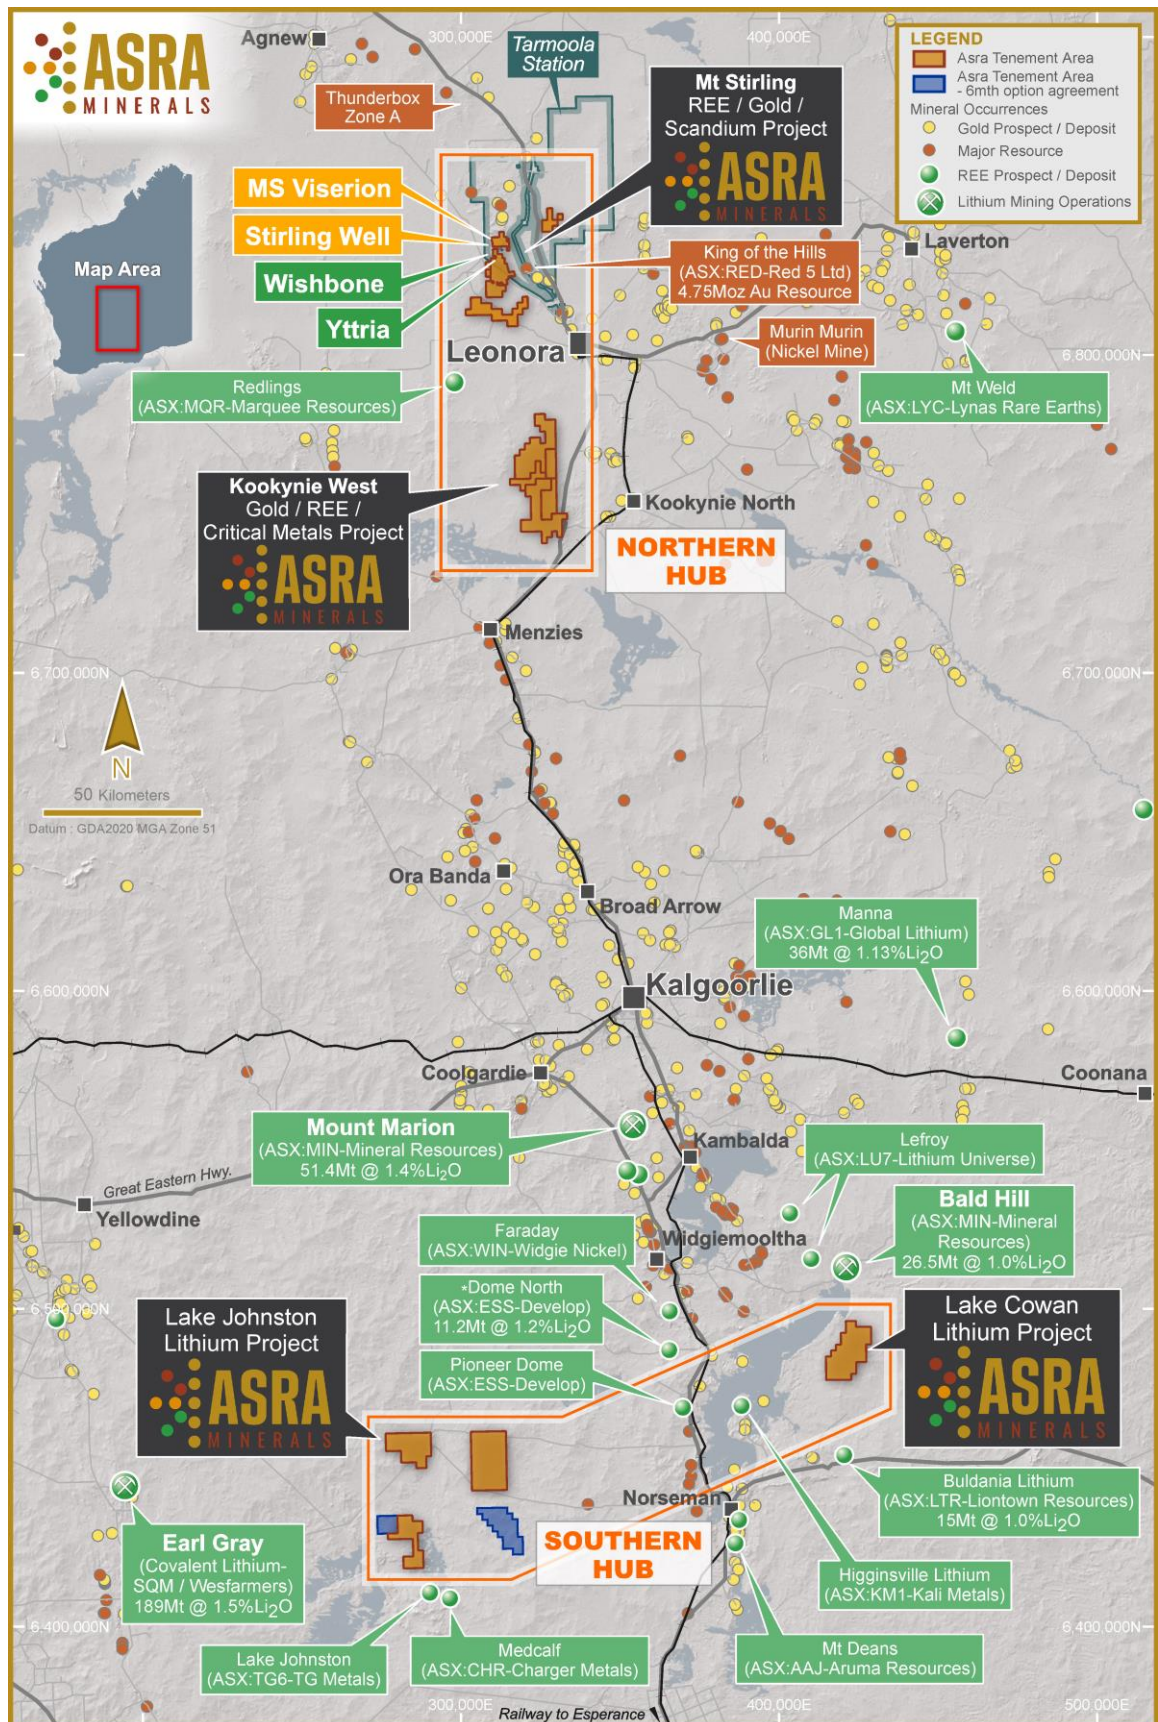 ASRA
MINERALS
Agnew
300,000E
400,000E
Tarmoola
Station
LEGEND
Asra Tenement Area
Asra Tenement Area
- 6mth option agreement
Mineral Occurrences
Gold Prospect / Deposit
Major Resource
REE Prospect / Deposit
Lithium Mining Operations
Thunderbox
Zone A
Mt Stirling
REE / Gold /
Scandium Project
ASRA
MINERALS
MS Viserion
Stirling Well
Wishbone
Yttria
Map Area
Laverton
King of the Hills
(ASX:RED-Red 5 Ltd)
4.75Moz Au Resource
Murin Murin
(Nickel Mine)
Leonora
6,800,000N
Redlings
(ASX:MQR-Marquee Resources)
Mt Weld
(ASX:LYC-Lynas Rare Earths)
Kookynie West
Gold / REE /
Critical Metals Project
ASRA
MINERALS
Kookynie North
NORTHERN
HUB
Menzies
6,700,000N
6,700,000N
N
50 Kilometers
Datum : GDA2020 MGA Zone 51
Ora Banda
Broad Arrow
Manna
(ASX:GL1-Global Lithium)
36Mt @ 1.13%Li2O
Kalgoorlie
6,600,000N
6,600,000N
Coolgardie
Coonana
Mount Marion
(ASX:MIN-Mineral Resources)
51.4Mt @ 1.4%Li2O
Kambalda
Lefroy
(ASX:LU7-Lithium Universe)
Great Eastern Hwy.
Yellowdine
Bald Hill
(ASX:MIN-Mineral
Resources)
26.5Mt @ 1.0%Li2O
Faraday
(ASX:WIN-Widgie Nickel)
Widgiemooltha
*Dome North
(ASX:ESS-Develop)
11.2Mt @ 1.2%Li2O
6,500,000N
6,500,000N
Lake Johnston
Lithium Project
ASRA
MINERALS
Lake Cowan
Lithium Project
ASRA
MINERALS
Pioneer Dome
(ASX:ESS-Develop)
Buldania Lithium
(ASX:LTR-Liontown Resources)
15Mt @ 1.0%Li2O
Norseman
SOUTHERN
HUB
Earl Gray
(Covalent Lithium-
SQM / Wesfarmers)
189Mt @ 1.5%Li2O
Higginsville Lithium
(ASX:KM1-Kali Metals)
6,400,000N
6,400,000N
Lake Johnston
(ASX:TG6-TG Metals)
Medcalf
(ASX:CHR-Charger Metals)
Mt Deans
(ASX:AAJ-Aruma Resources)
300,000E
400,000E
500,000E
Railway to Esperance